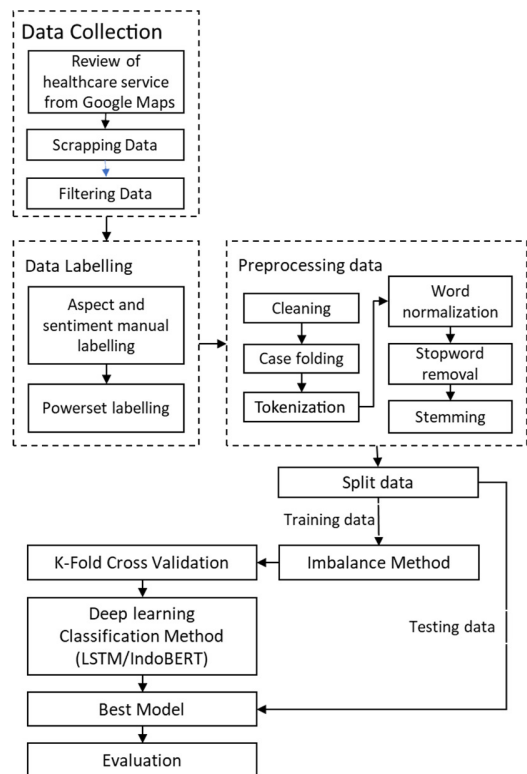 Data Collection
Review of
healthcare service
from Google Maps
Scrapping Data
Filtering Data
Data Labelling
Aspect and
sentiment manual
labelling
Powerset labelling
Preprocessing data
Cleaning
Case folding
Tokenization
Word
normalization
Stopword
removal
Stemming
Split data
Training data
Imbalance Method
K-Fold Cross Validation
Deep learning
Classification Method
(LSTM/IndoBERT)
Testing data
Best Model
Evaluation